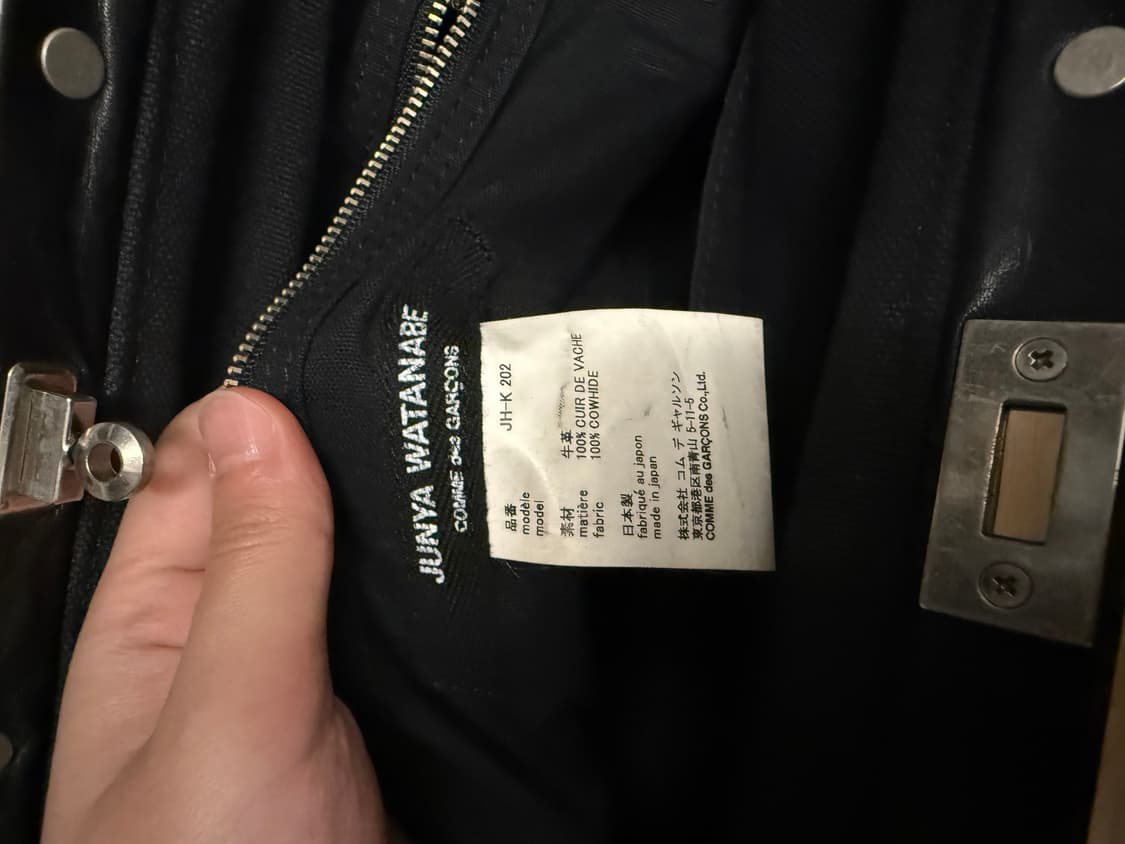 JUNYA WATANABE
COMME des GARÇONS
品番
modèle
model JH-K 202
素材 牛革
matière 100% CUIR DE VACHE
fabric 100% COWHIDE
日本製
fabriqué au japon
made in japan
株式会社 コム デ ギャルソン
東京都港区南青山 5-11-5
COMME des GARÇONS Co.,Ltd.